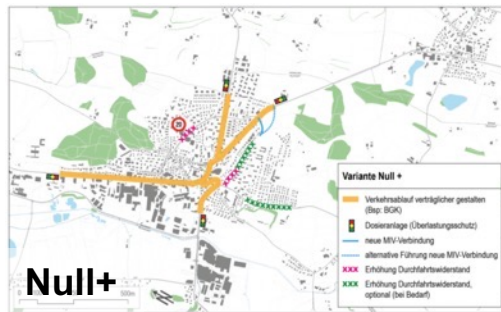 Variante Null +
Verkehrsablauf verträglicher gestalten
(Bsp: BGK)
Dosieranlage (Überlastungsschutz)
neue MIV-Verbindung
alternative Führung neue MIV-Verbindung
Erhöhung Durchfahrtswiderstand
Erhöhung Durchfahrtswiderstand,
optional (bei Bedarf)
Null+